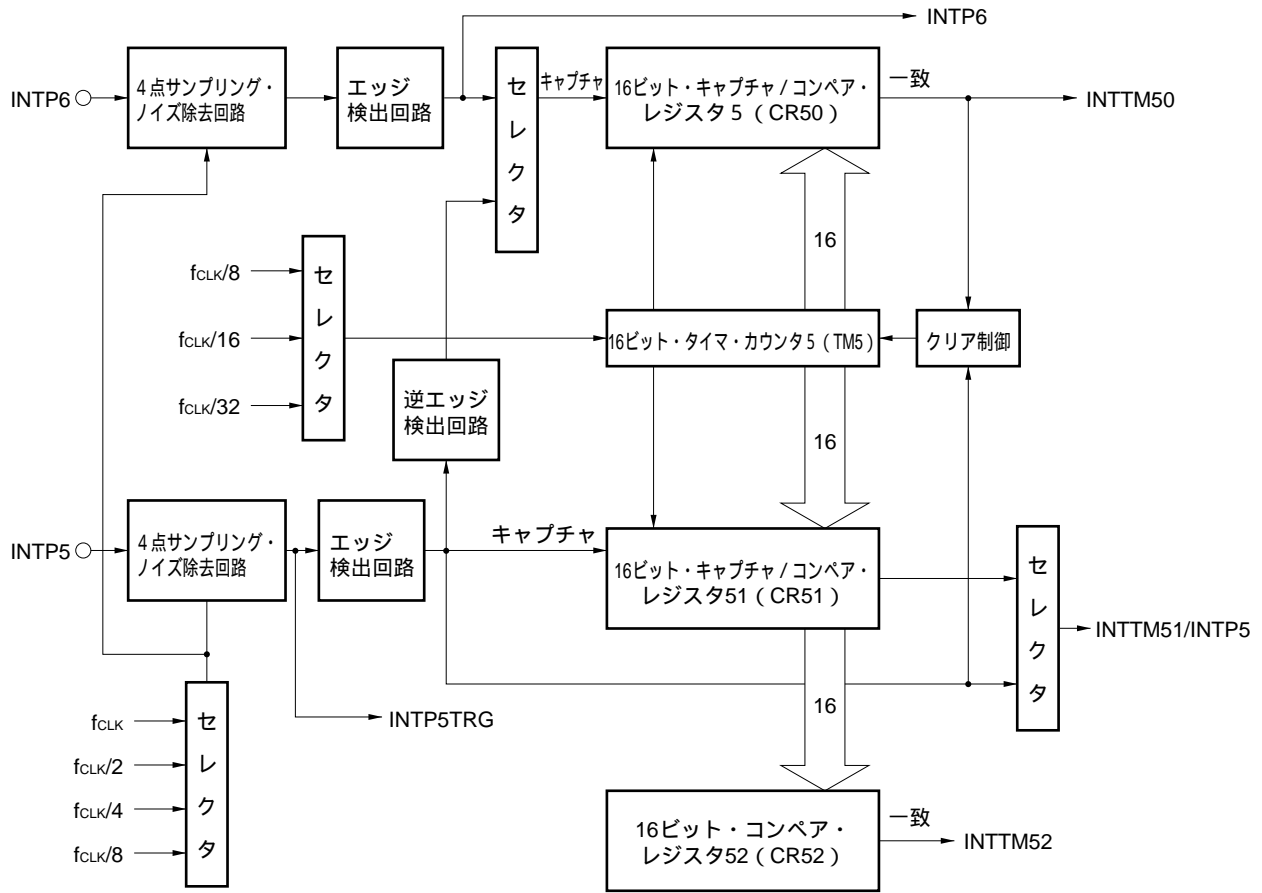 INTP6
INTP6
4点サンプリング・
ノイズ除去回路
エッジ
検出回路
セレクタ
キャプチャ
16ビット・キャプチャ/コンペア・
レジスタ5(CR50)
一致
INTTM50
fCLK/8
fCLK/16
fCLK/32
セレクタ
16
16ビット・タイマ・カウンタ5(TM5)
クリア制御
逆エッジ
検出回路
16
INTP5
4点サンプリング・
ノイズ除去回路
エッジ
検出回路
キャプチャ
16ビット・キャプチャ/コンペア・
レジスタ51(CR51)
セレクタ
INTTM51/INTP5
16
INTP5TRG
fCLK
fCLK/2
fCLK/4
fCLK/8
セレクタ
16ビット・コンペア・
レジスタ52(CR52)
一致
INTTM52